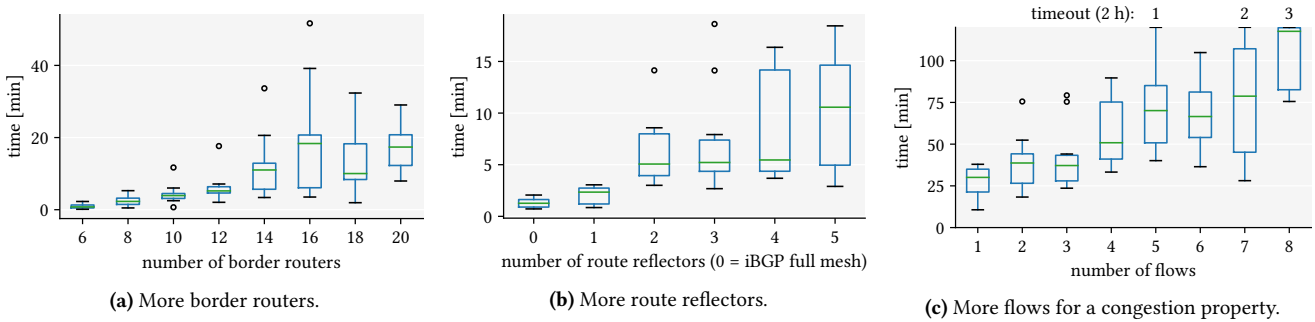 40
20
0
time [min]
6 8 10 12 14 16 18 20
number of border routers
(a) More border routers.
15
10
5
0
time [min]
0 1 2 3 4 5
number of route reflectors (0 = iBGP full mesh)
(b) More route reflectors.
timeout (2 h): 1 2 3
100
75
50
25
0
time [min]
1 2 3 4 5 6 7 8
number of flows
(c) More flows for a congestion property.